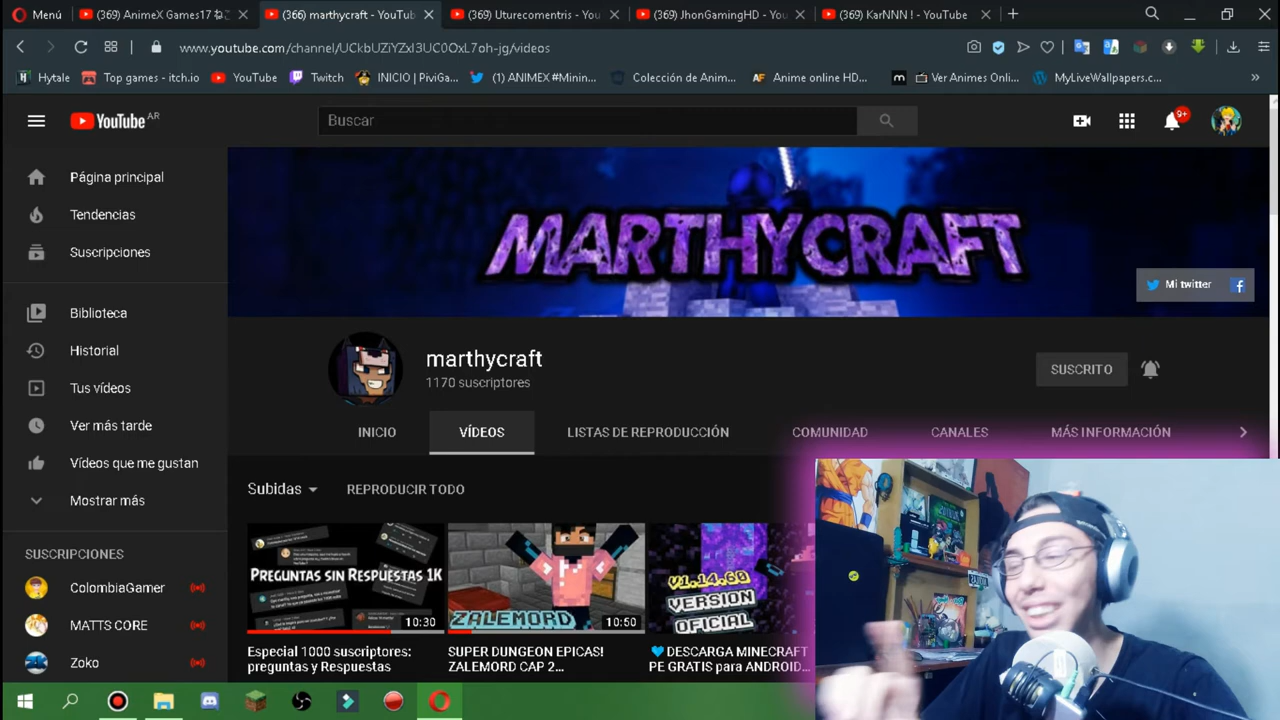 Menú
(369) AnimeX Games17 ねこ
(366) marthycraft - YouTub
(369) Uturecomentris - You
(369) JhonGamingHD - You
(369) KarNNN ! - YouTube
www.youtube.com/channel/UCkbUZiYZxI3UC0OxL7oh-jg/videos
Hytale
Top games - itch.io
YouTube
Twitch
INICIO | PiviGa...
(1) ANIMEX #Minin...
Colección de Anim...
AF Anime online HD...
Ver Animes Onli...
MyLiveWallpapers.c...
YouTube AR
Buscar
9+
Página principal
Tendencias
Suscripciones
Biblioteca
Historial
Tus vídeos
Ver más tarde
Vídeos que me gustan
Mostrar más
SUSCRIPCIONES
ColombiaGamer
MATTS CORE
Zoko
MARTHYCRAFT
Mi twitter
marthycraft
1170 suscriptores
SUSCRITO
INICIO
VÍDEOS
LISTAS DE REPRODUCCIÓN
COMUNIDAD
CANALES
MÁS INFORMACIÓN
Subidas
REPRODUCIR TODO
PREGUNTAS SIN RESPUESTAS 1K
10:30
Especial 1000 suscriptores:
preguntas y Respuestas
ZALEMORD
10:50
SUPER DUNGEON EPICAS!
ZALEMORD CAP 2...
V1.14.60
VERSION
OFICIAL
DESCARGA MINECRAFT
PE GRATIS para ANDROID...